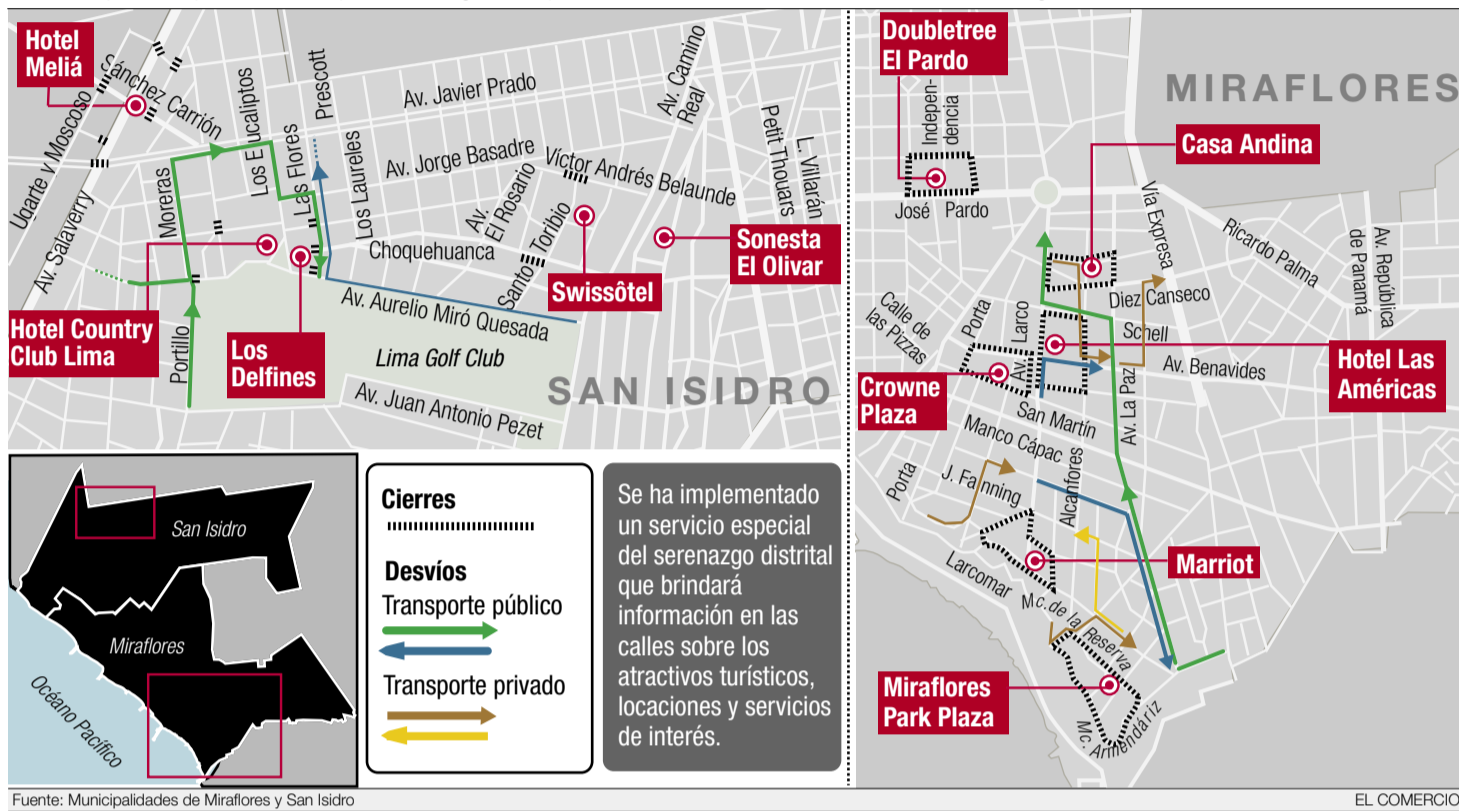 Hotel
Meliá
Sánchez Carrión
Ugarte y Moscoso
Av. Salaverry
Moreras
Los Eucaliptos
Las Flores
Prescott
Los Laureles
Av. Javier Prado
Av. Jorge Basadre
Av. Camino
Real
Petit Thouars
L. Villarán
Víctor Andrés Belaunde
Av.
El Rosario
Santo Toribio
Choquehuanca
Swissôtel
Sonesta
El Olivar
Hotel Country
Club Lima
Portillo
Los
Delfines
Av. Aurelio Miró Quesada
Lima Golf Club
SAN ISIDRO
Av. Juan Antonio Pezet
San Isidro
Miraflores
Océano Pacífico
Cierres
Desvíos
Transporte público
Transporte privado
Se ha implementado
un servicio especial
del serenazgo distrital
que brindará
información en las
calles sobre los
atractivos turísticos,
locaciones y servicios
de interés.
Doubletree
El Pardo
MIRAFLORES
Indepen-
dencia
José Pardo
Casa Andina
Vía Expresa
Ricardo Palma
Av. República
de Panamá
Calle de
las Pizzas
Porta
Av. Larco
Diez Canseco
Schell
Av. Benavides
Hotel Las
Américas
Crowne
Plaza
San Martín
Av. La Paz
Manco Cápac
Porta
J. Fanning
Alcanfores
Larcomar
Marriot
Mc. de la Reserva
Miraflores
Park Plaza
Mc. Armendáriz
Fuente: Municipalidades de Miraflores y San Isidro
EL COMERCIO